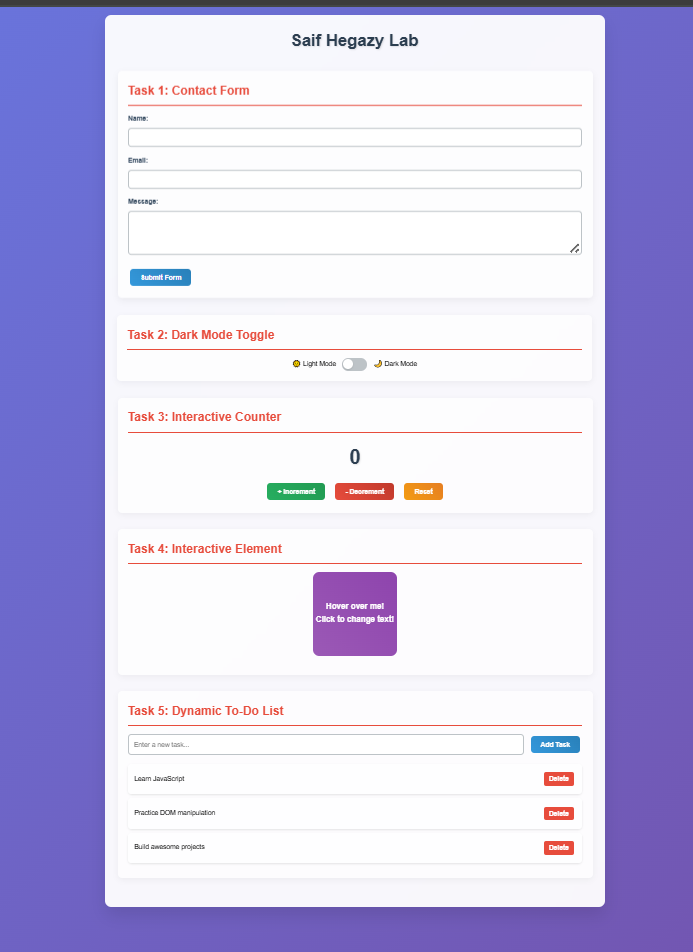 Saif Hegazy Lab
Task 1: Contact Form
Name:
Email:
Message:
Submit Form
Task 2: Dark Mode Toggle
🌞 Light Mode 🌙 Dark Mode
Task 3: Interactive Counter
0
+ Increment - Decrement Reset
Task 4: Interactive Element
Hover over me!
Click to change text!
Task 5: Dynamic To-Do List
Enter a new task... Add Task
Learn JavaScript Delete
Practice DOM manipulation Delete
Build awesome projects Delete